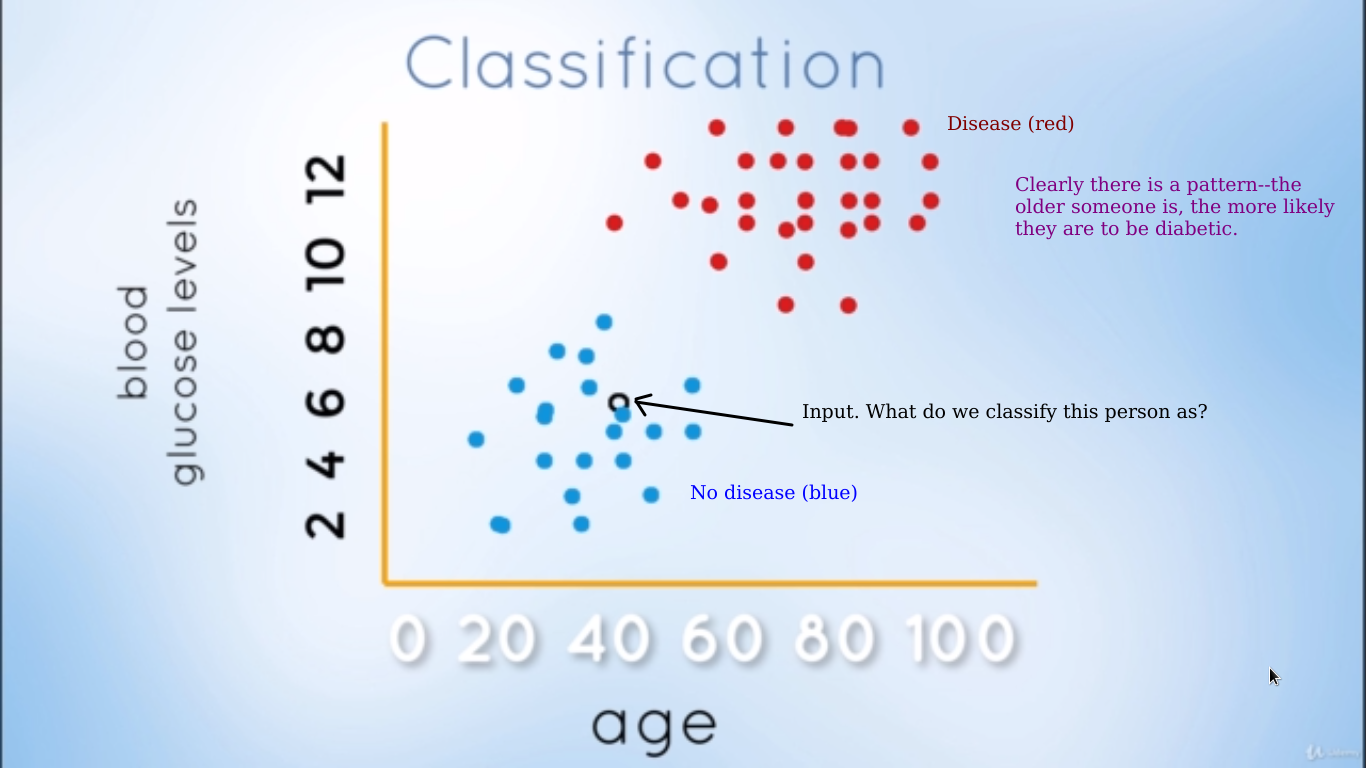 Classification
Disease (red)
Clearly there is a pattern--the
older someone is, the more likely
they are to be diabetic.
blood
glucose levels
12
10
8
6
4
2
Input. What do we classify this person as?
No disease (blue)
0 20 40 60 80 100
age
udemy